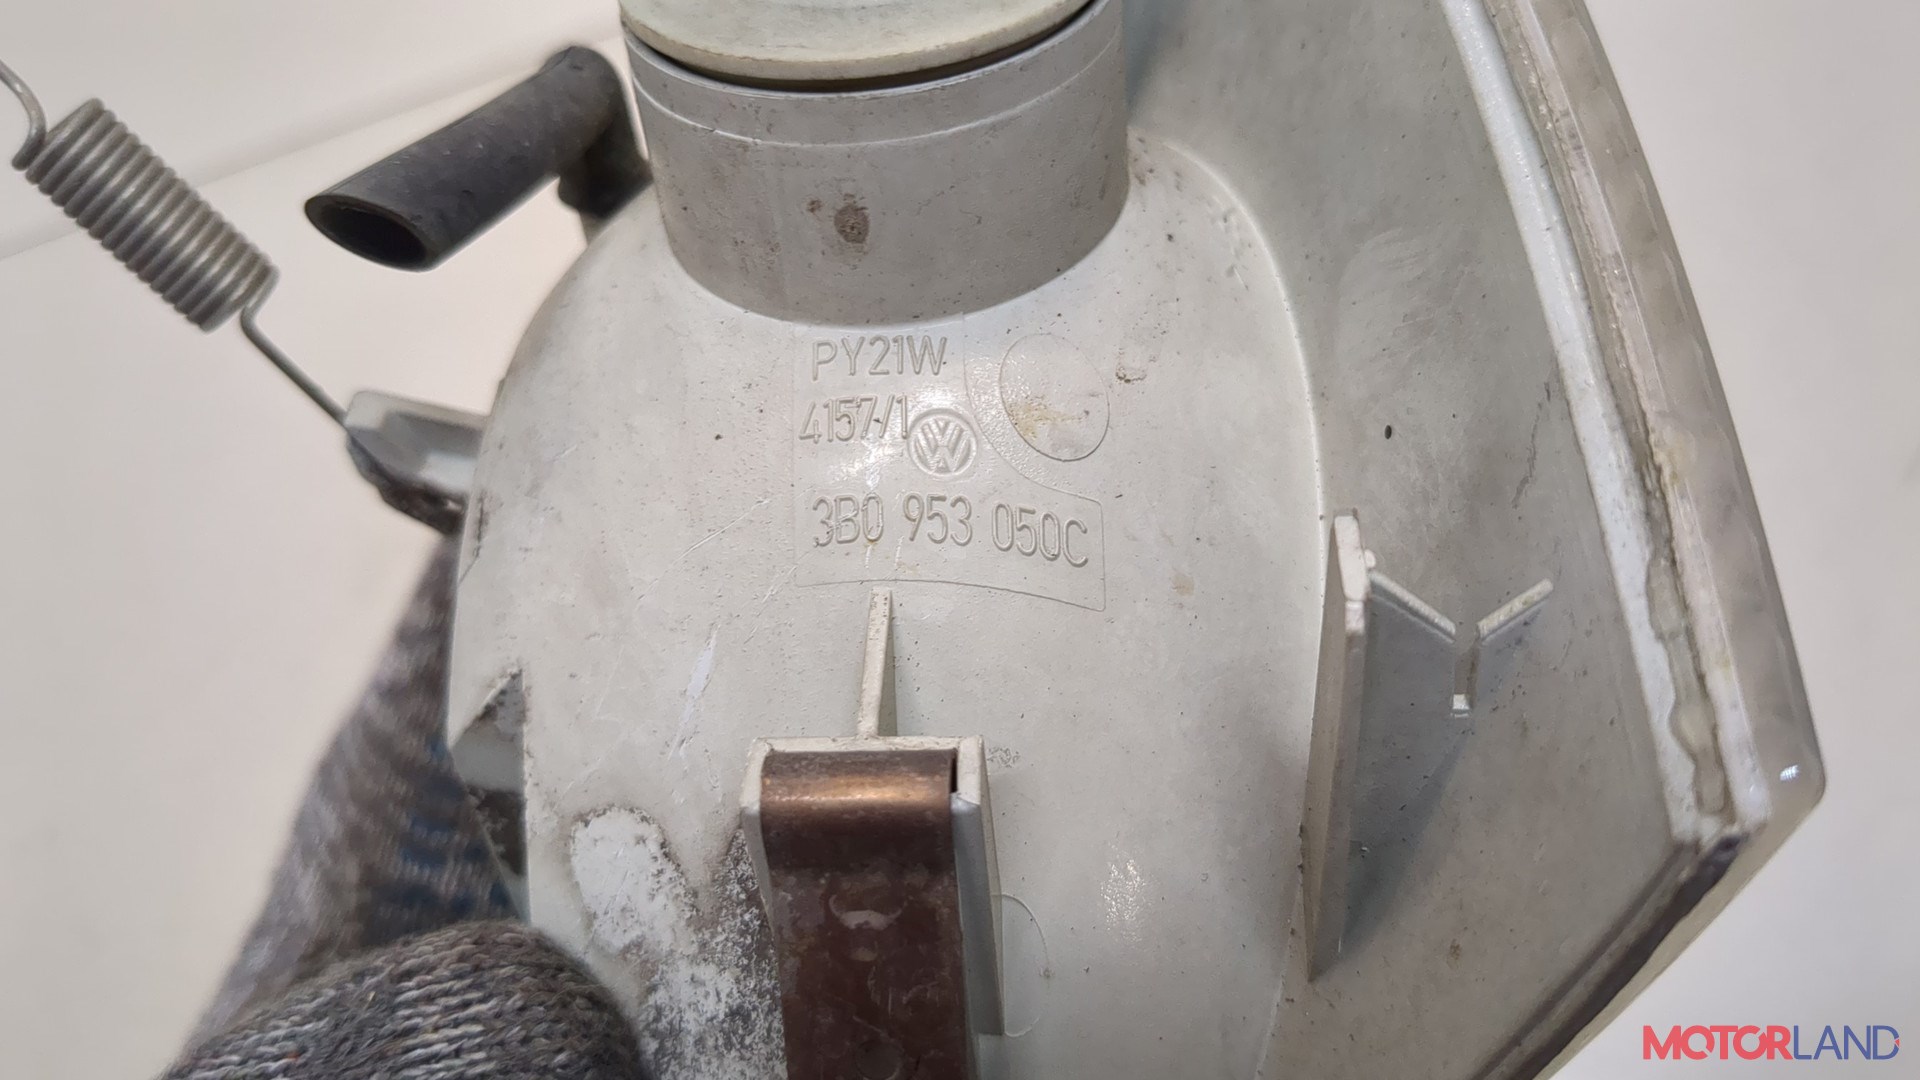 PY21W
4157/1
3B0 953 050C
MOTORLAND